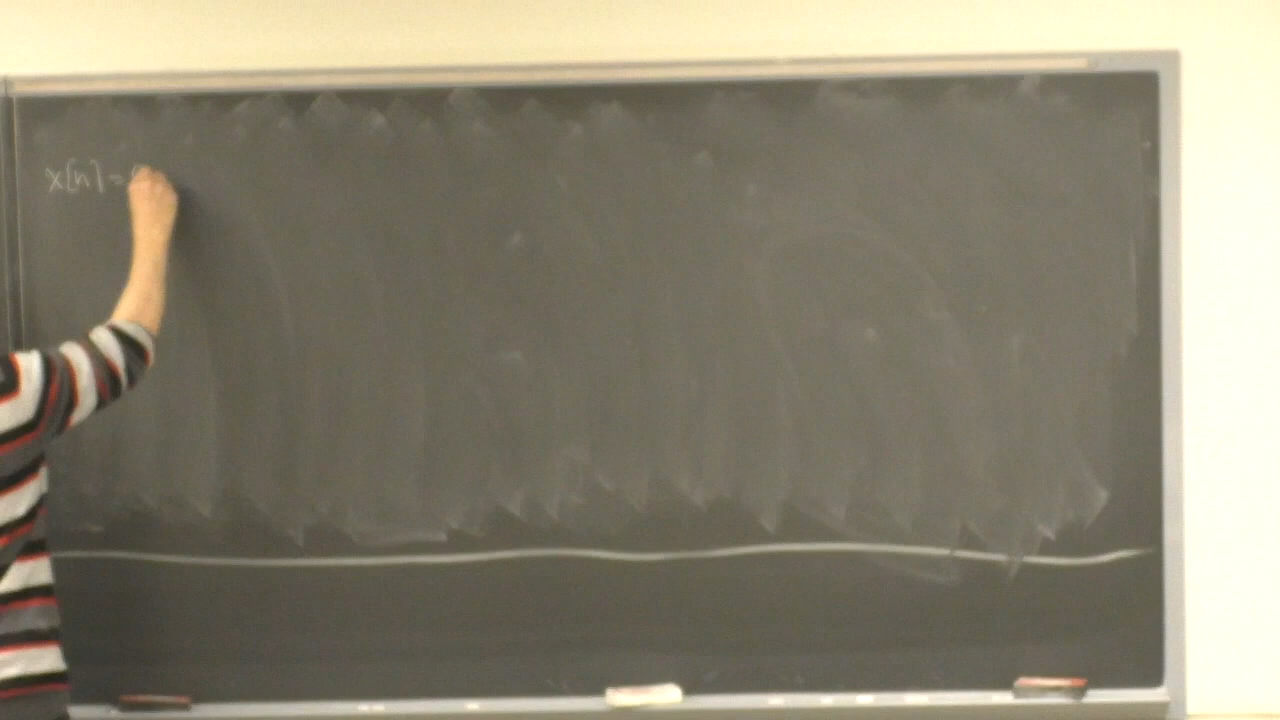 x[n] =